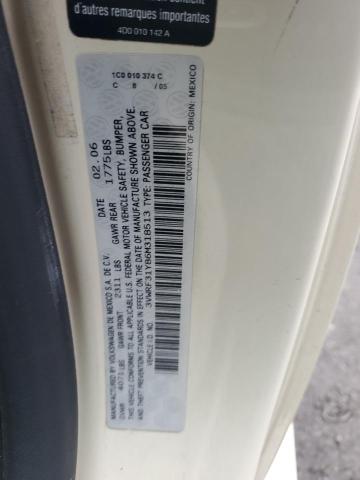 contient
d'autres remarques importantes
4D0 010 142 A
1C0 010 374 C
C 8 / 05
MANUFACTURED BY VOLKSWAGEN DE MEXICO S.A. DE C.V. DATE 02.06
GVWR 4071LBS GAWR FRONT 2311 LBS GAWR REAR 1775LBS
THIS VEHICLE CONFORMS TO ALL APPLICABLE U.S. FEDERAL MOTOR VEHICLE SAFETY, BUMPER,
AND THEFT PREVENTION STANDARDS IN EFFECT ON THE DATE OF MANUFACTURE SHOWN ABOVE.
VEHICLE I.D. NO.: 3VWRF31Y86M318513 TYPE: PASSENGER CAR
COUNTRY OF ORIGIN: MEXICO